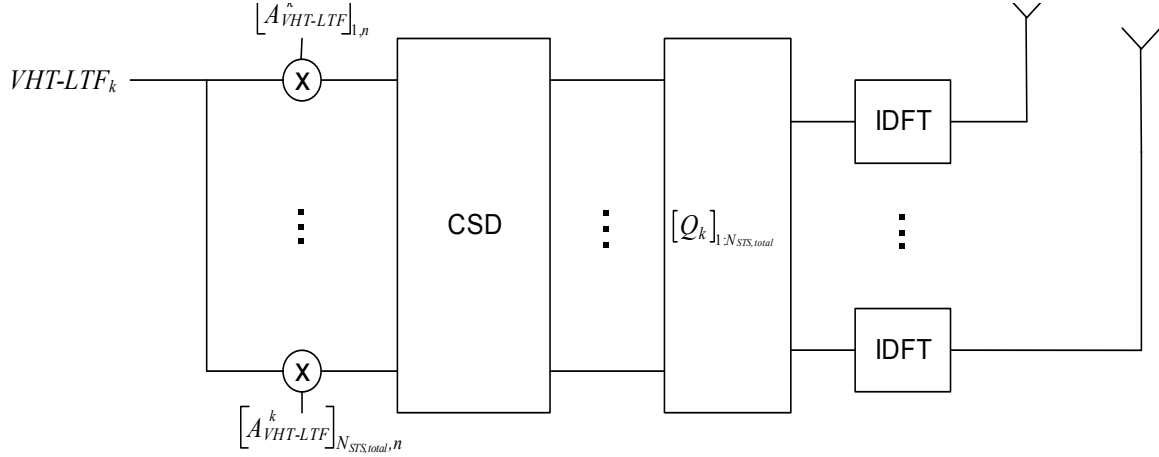 [A^k_VHT-LTF]_1,n
VHT-LTF_k
X
IDFT
CSD
[Q_k]_1:N_STS,total
IDFT
X
[A^k_VHT-LTF]_N_STS,total,n